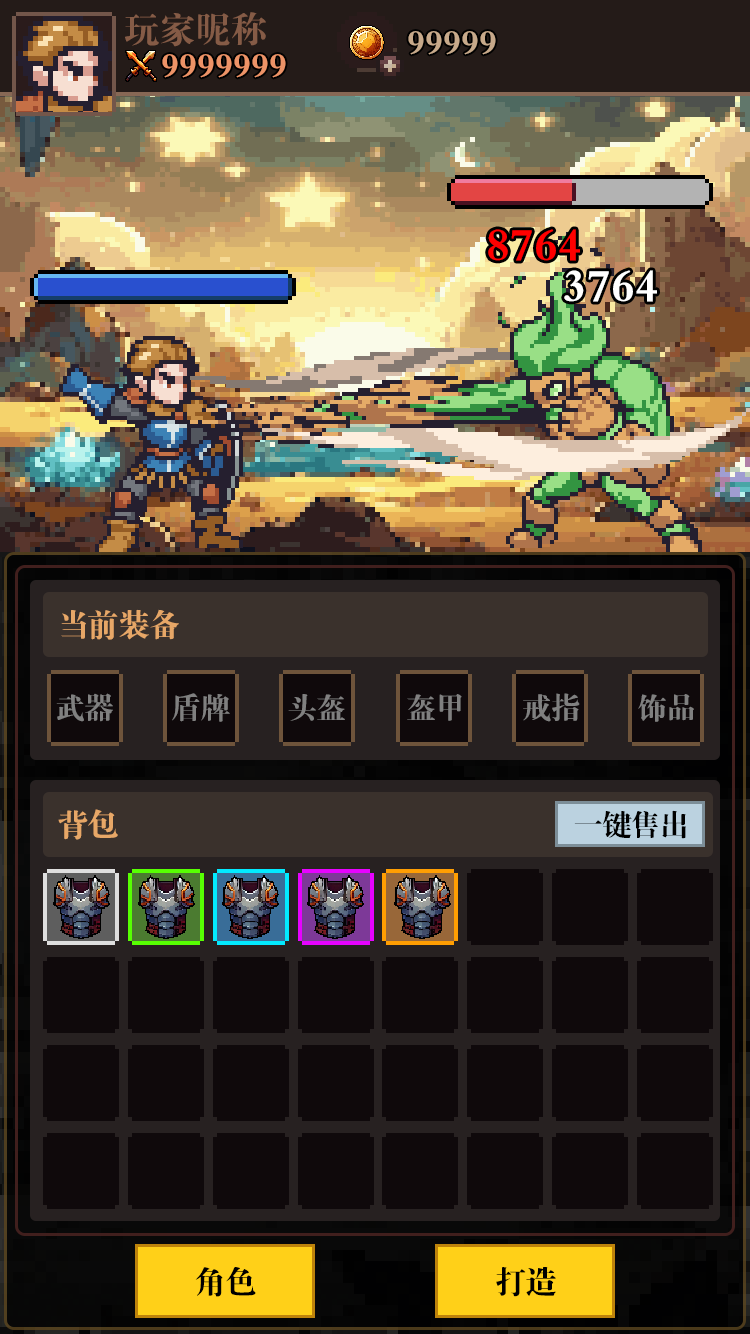 玩家昵称
9999999
99999
8764
3764
当前装备
武器 盾牌 头盔 盔甲 戒指 饰品
背包
一键售出
角色 打造